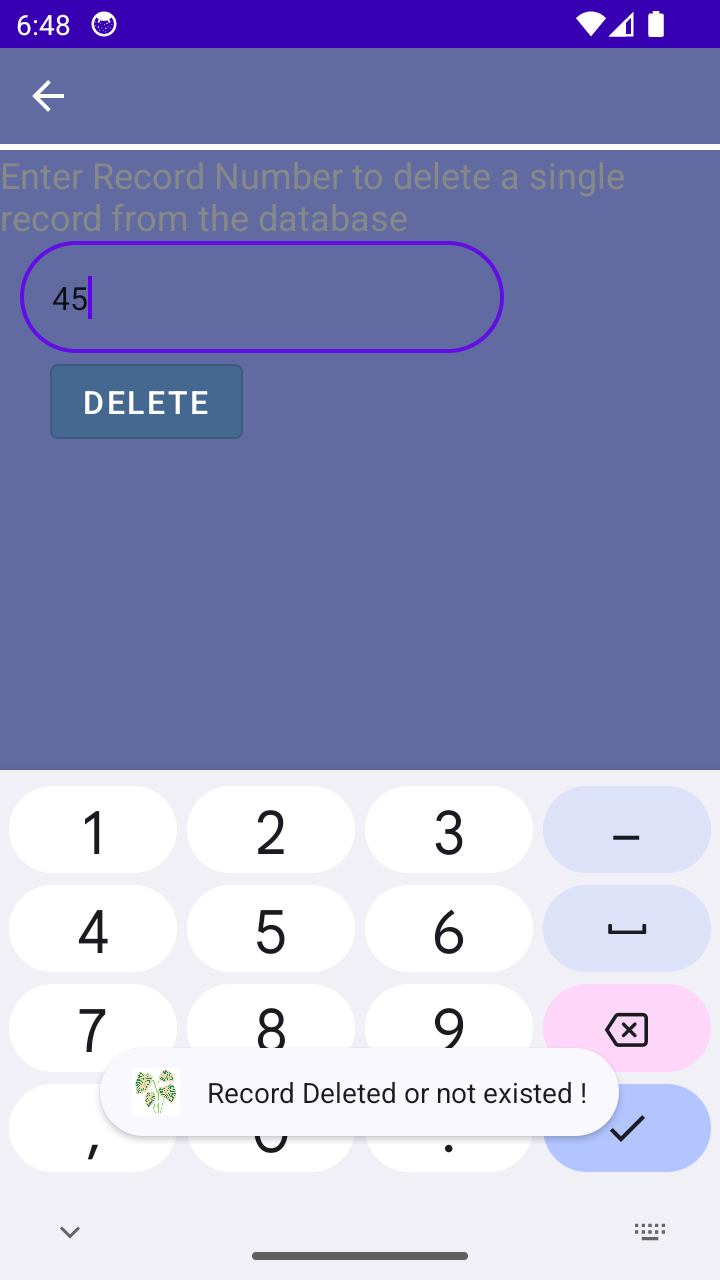 6:48
Enter Record Number to delete a single
record from the database
45
DELETE
1 2 3 –
4 5 6
7 8 9
Record Deleted or not existed !
, 0 .